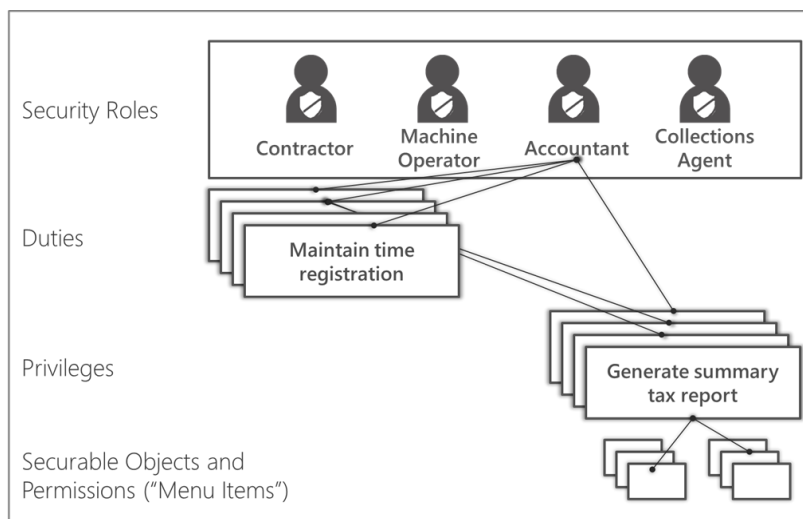 Security Roles
Contractor
Machine
Operator
Accountant
Collections
Agent
Duties
Maintain time
registration
Privileges
Generate summary
tax report
Securable Objects and
Permissions (“Menu Items”)